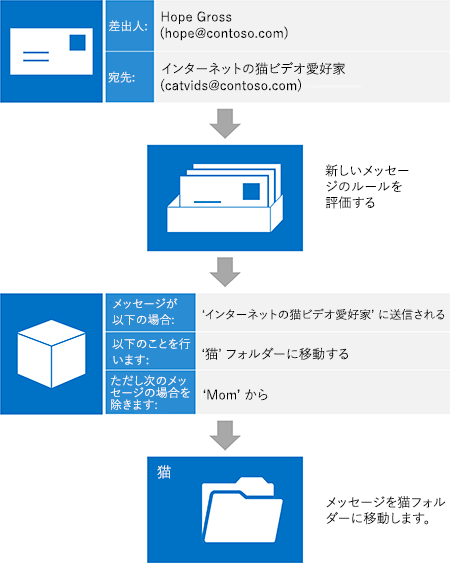 差出人:
Hope Gross
(hope@contoso.com)
宛先:
インターネットの猫ビデオ愛好家
(catvids@contoso.com)
新しいメッセー
ジのルールを
評価する
メッセージが
以下の場合:
‘インターネットの猫ビデオ愛好家’ に送信される
以下のことを行
います:
‘猫’ フォルダーに移動する
ただし次のメッ
セージの場合を
除きます:
‘Mom’ から
猫
メッセージを猫フォル
ダーに移動します。